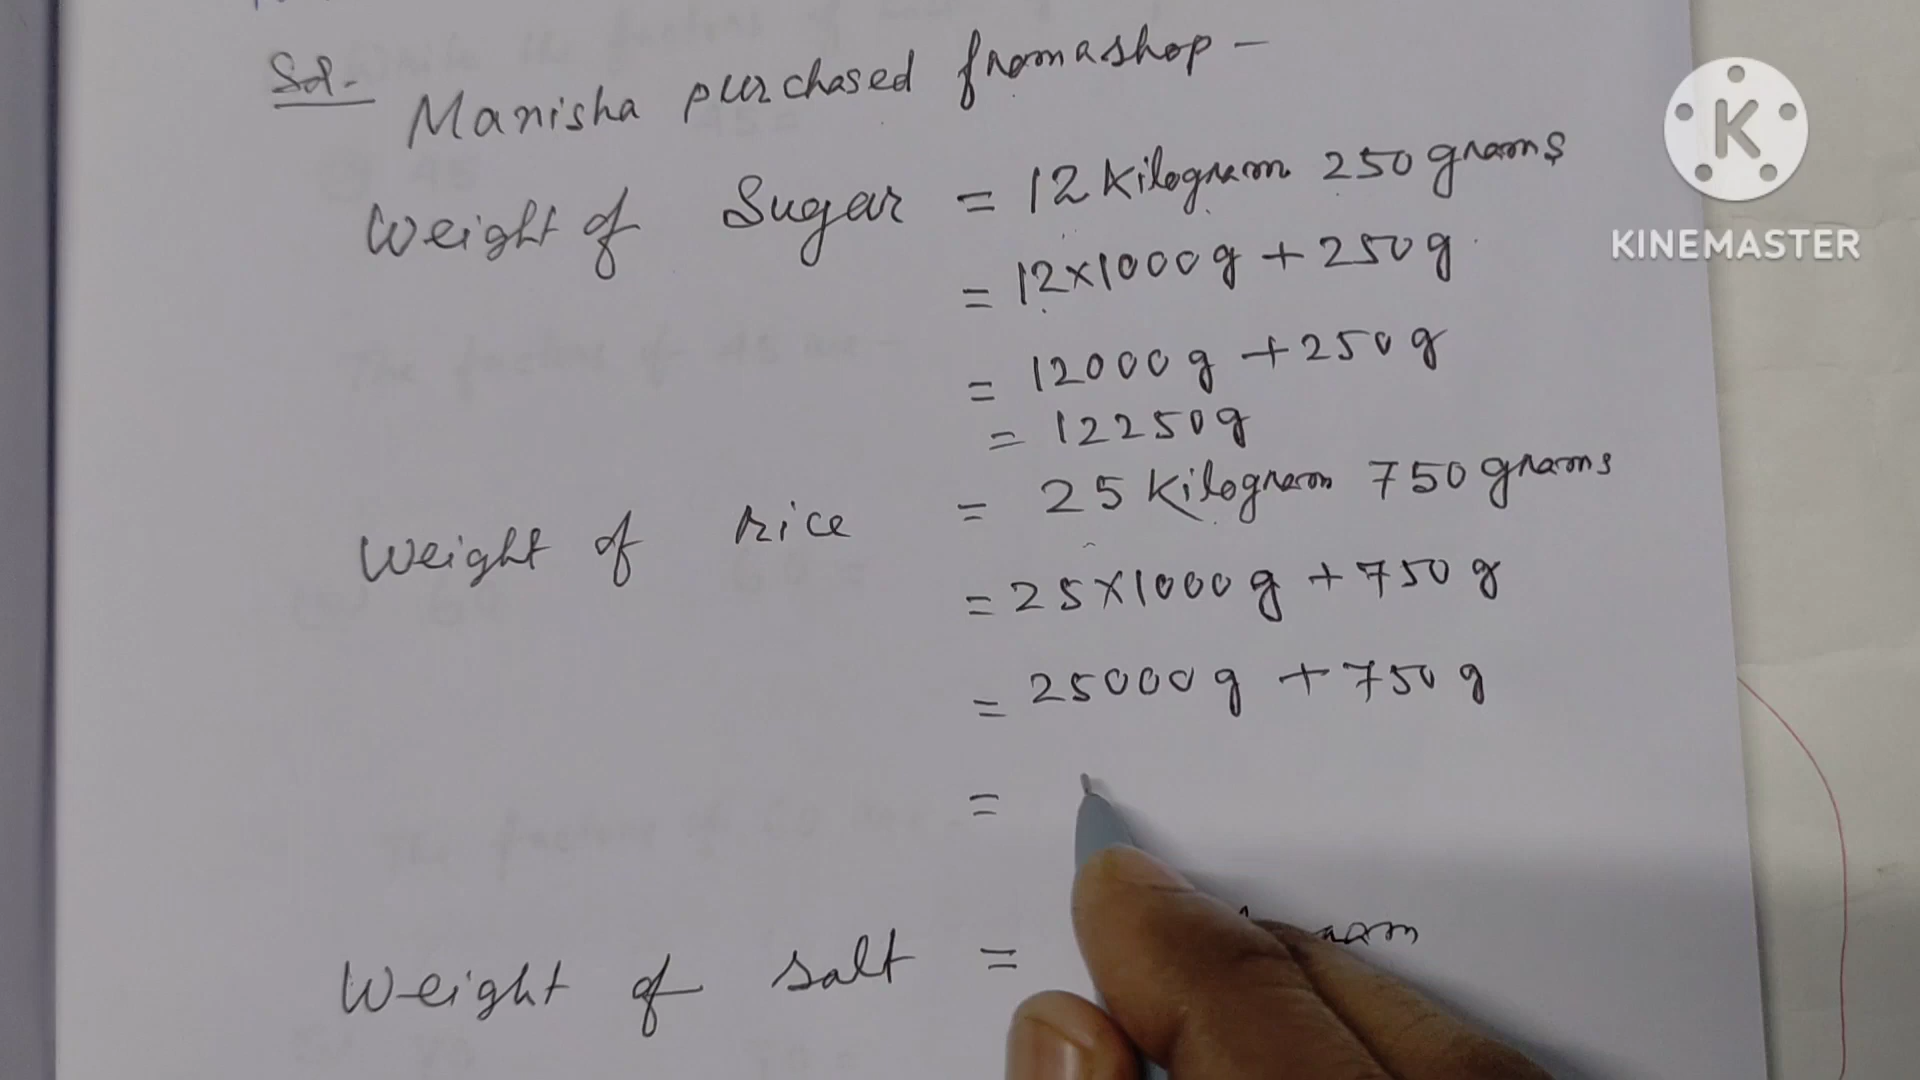 Sol-
Manisha purchased from a shop -
Weight of Sugar = 12 Kilogram 250 grams
= 12×1000 g + 250 g
= 12000 g + 250 g
= 12250 g
Weight of rice = 25 Kilogram 750 grams
= 25×1000 g + 750 g
= 25000 g + 750 g
=
Weight of salt =
K
KINEMASTER